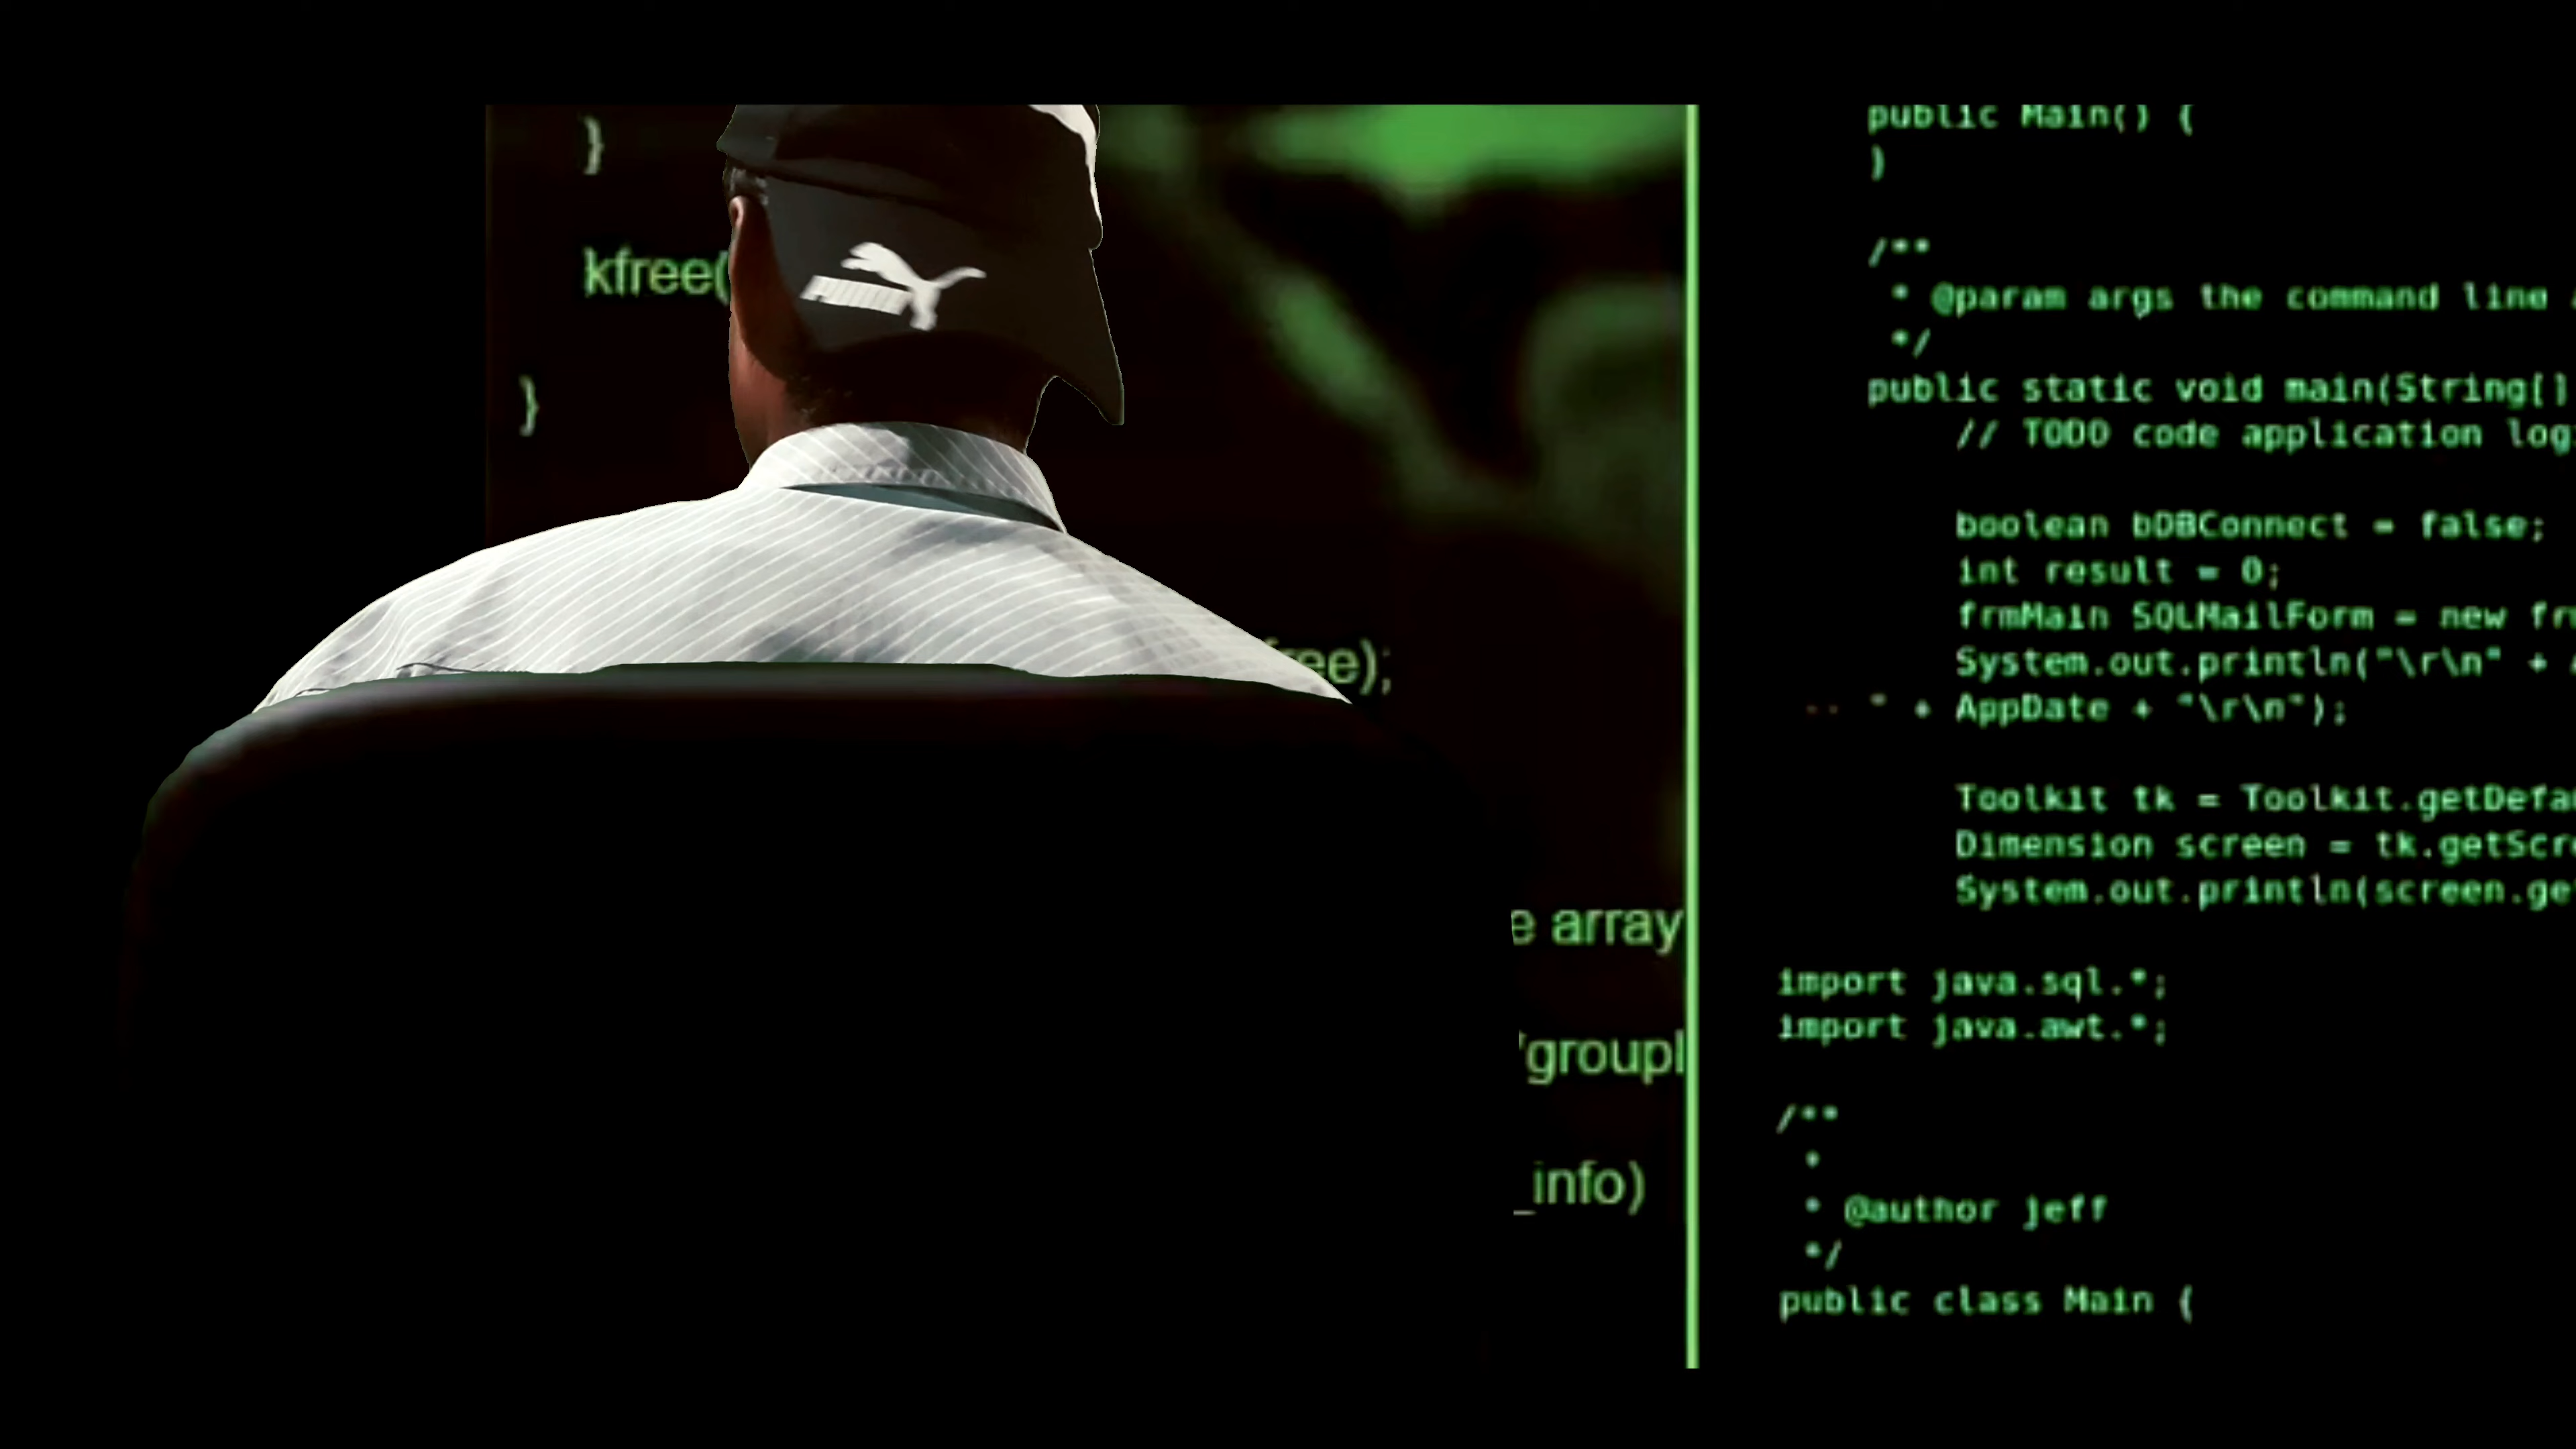 }
kfree(
}
free);
e array
groupI
_info)
PUMA
public Main() {
}
/**
* @param args the command line
*/
public static void main(String[]
// TODO code application log
boolean bDBConnect = false;
int result = 0;
frmMain SQLMailForm = new fr
System.out.println("\r\n" +
-- " + AppDate + "\r\n");
Toolkit tk = Toolkit.getDefa
Dimension screen = tk.getScr
System.out.println(screen.ge
import java.sql.*;
import java.awt.*;
/**
*
* @author jeff
*/
public class Main {